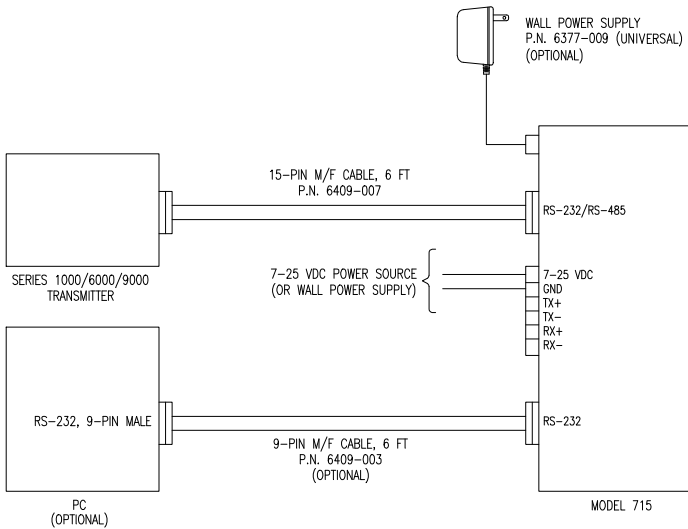 WALL POWER SUPPLY
P.N. 6377-009 (UNIVERSAL)
(OPTIONAL)
15-PIN M/F CABLE, 6 FT
P.N. 6409-007
RS-232/RS-485
SERIES 1000/6000/9000
TRANSMITTER
7-25 VDC POWER SOURCE
(OR WALL POWER SUPPLY)
7-25 VDC
GND
TX+
TX-
RX+
RX-
RS-232, 9-PIN MALE
RS-232
9-PIN M/F CABLE, 6 FT
P.N. 6409-003
(OPTIONAL)
PC
(OPTIONAL)
MODEL 715